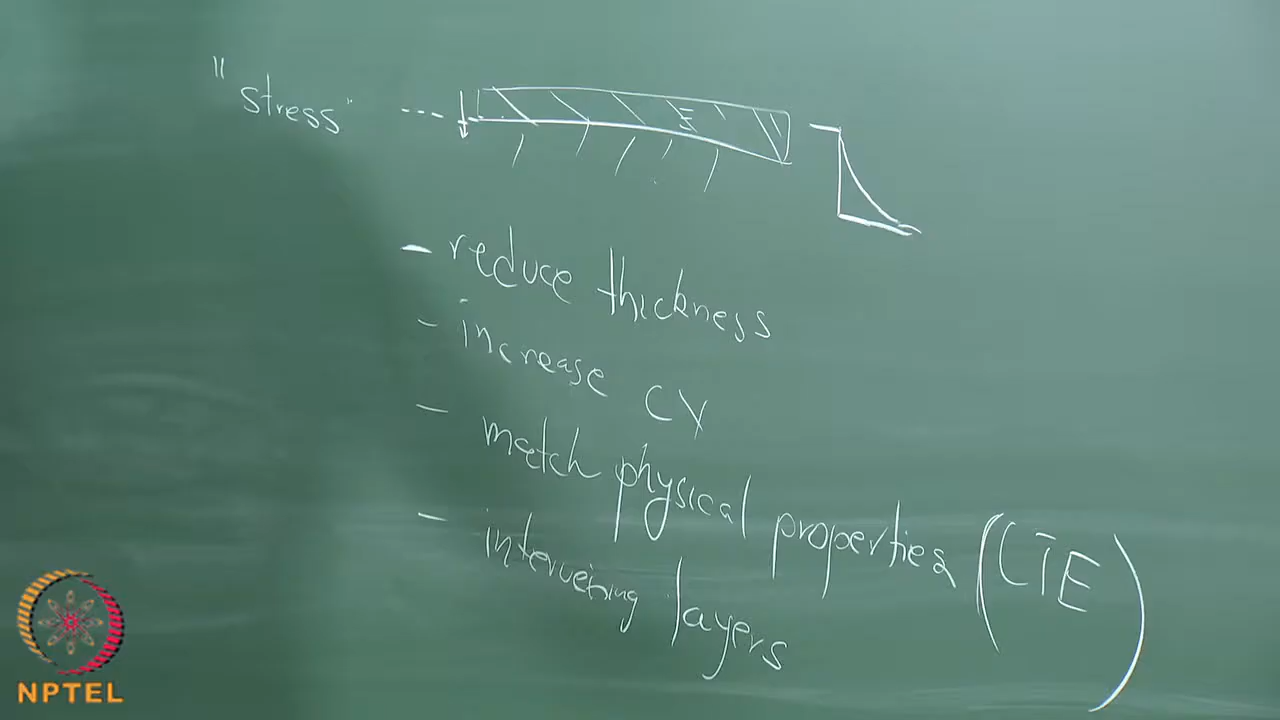 "stress"
- reduce thickness
- increase CY
- match physical properties (CTE)
- intervening layers
NPTEL